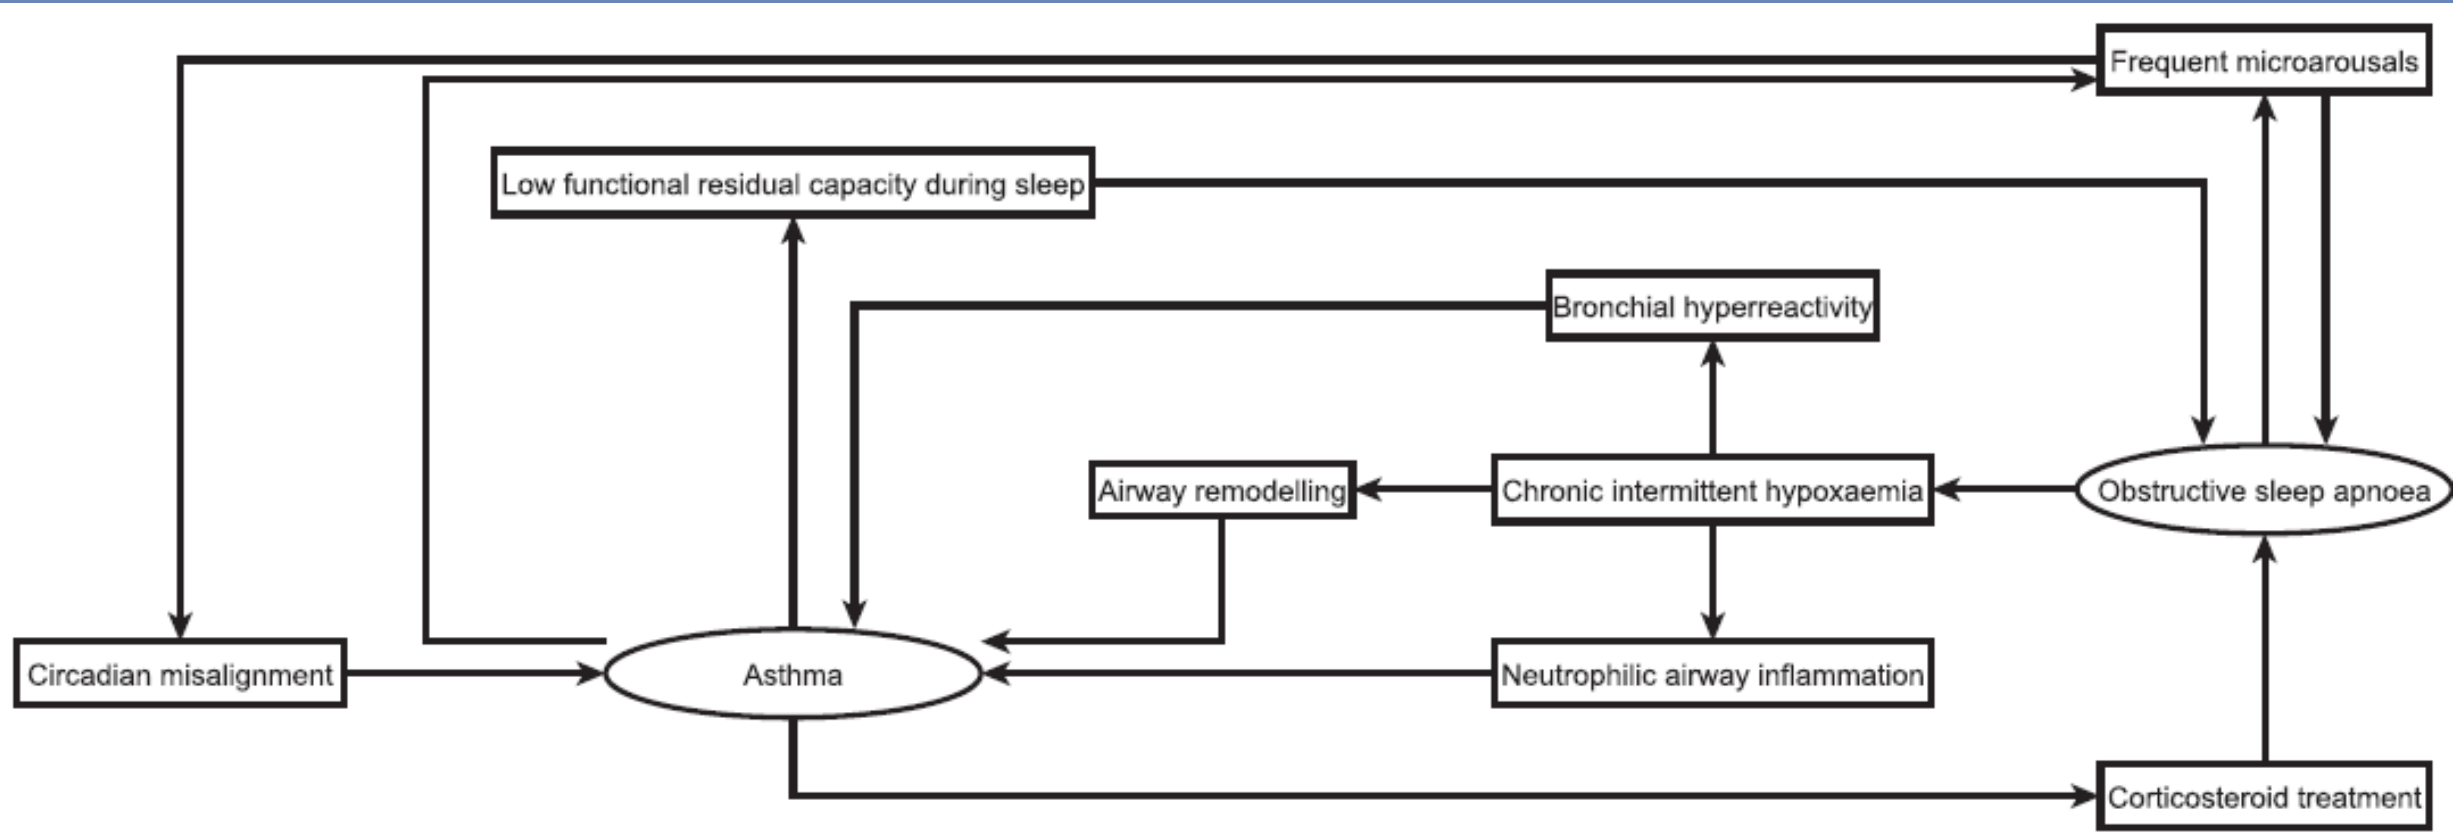 Frequent microarousals
Low functional residual capacity during sleep
Bronchial hyperreactivity
Airway remodelling
Chronic intermittent hypoxaemia
Obstructive sleep apnoea
Circadian misalignment
Asthma
Neutrophilic airway inflammation
Corticosteroid treatment